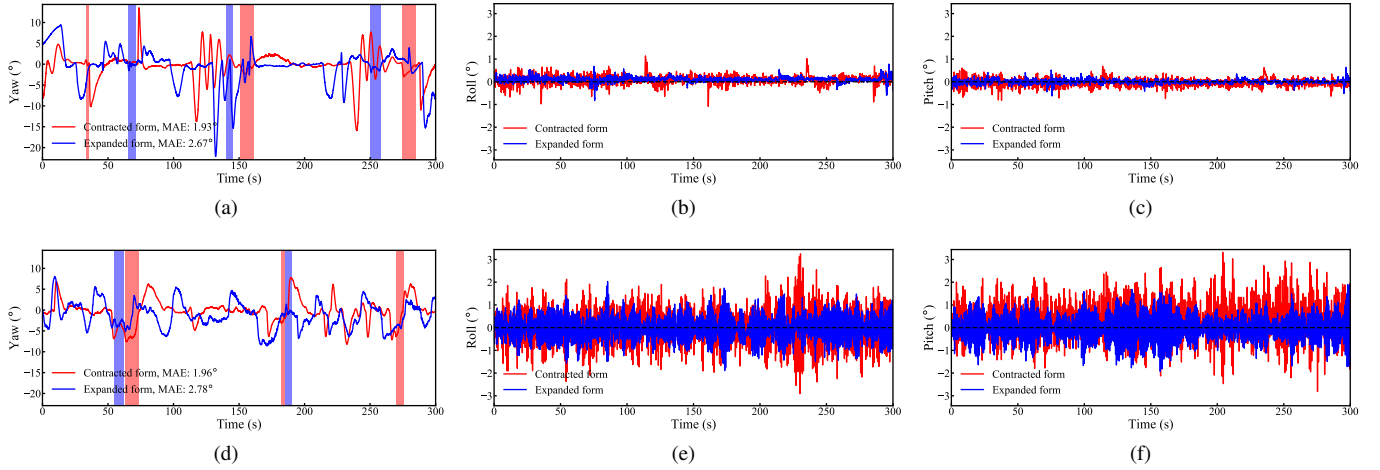 10
5
0
-5
-10
-15
-20
Yaw (°)
Contracted form, MAE: 1.93°
Expanded form, MAE: 2.67°
0 50 100 150 200 250 300
Time (s)
(a)
3
2
1
0
-1
-2
-3
Roll (°)
Contracted form
Expanded form
0 50 100 150 200 250 300
Time (s)
(b)
3
2
1
0
-1
-2
-3
Pitch (°)
Contracted form
Expanded form
0 50 100 150 200 250 300
Time (s)
(c)
10
5
0
-5
-10
-15
-20
Yaw (°)
Contracted form, MAE: 1.96°
Expanded form, MAE: 2.78°
0 50 100 150 200 250 300
Time (s)
(d)
3
2
1
0
-1
-2
-3
Roll (°)
Contracted form
Expanded form
0 50 100 150 200 250 300
Time (s)
(e)
3
2
1
0
-1
-2
-3
Pitch (°)
Contracted form
Expanded form
0 50 100 150 200 250 300
Time (s)
(f)